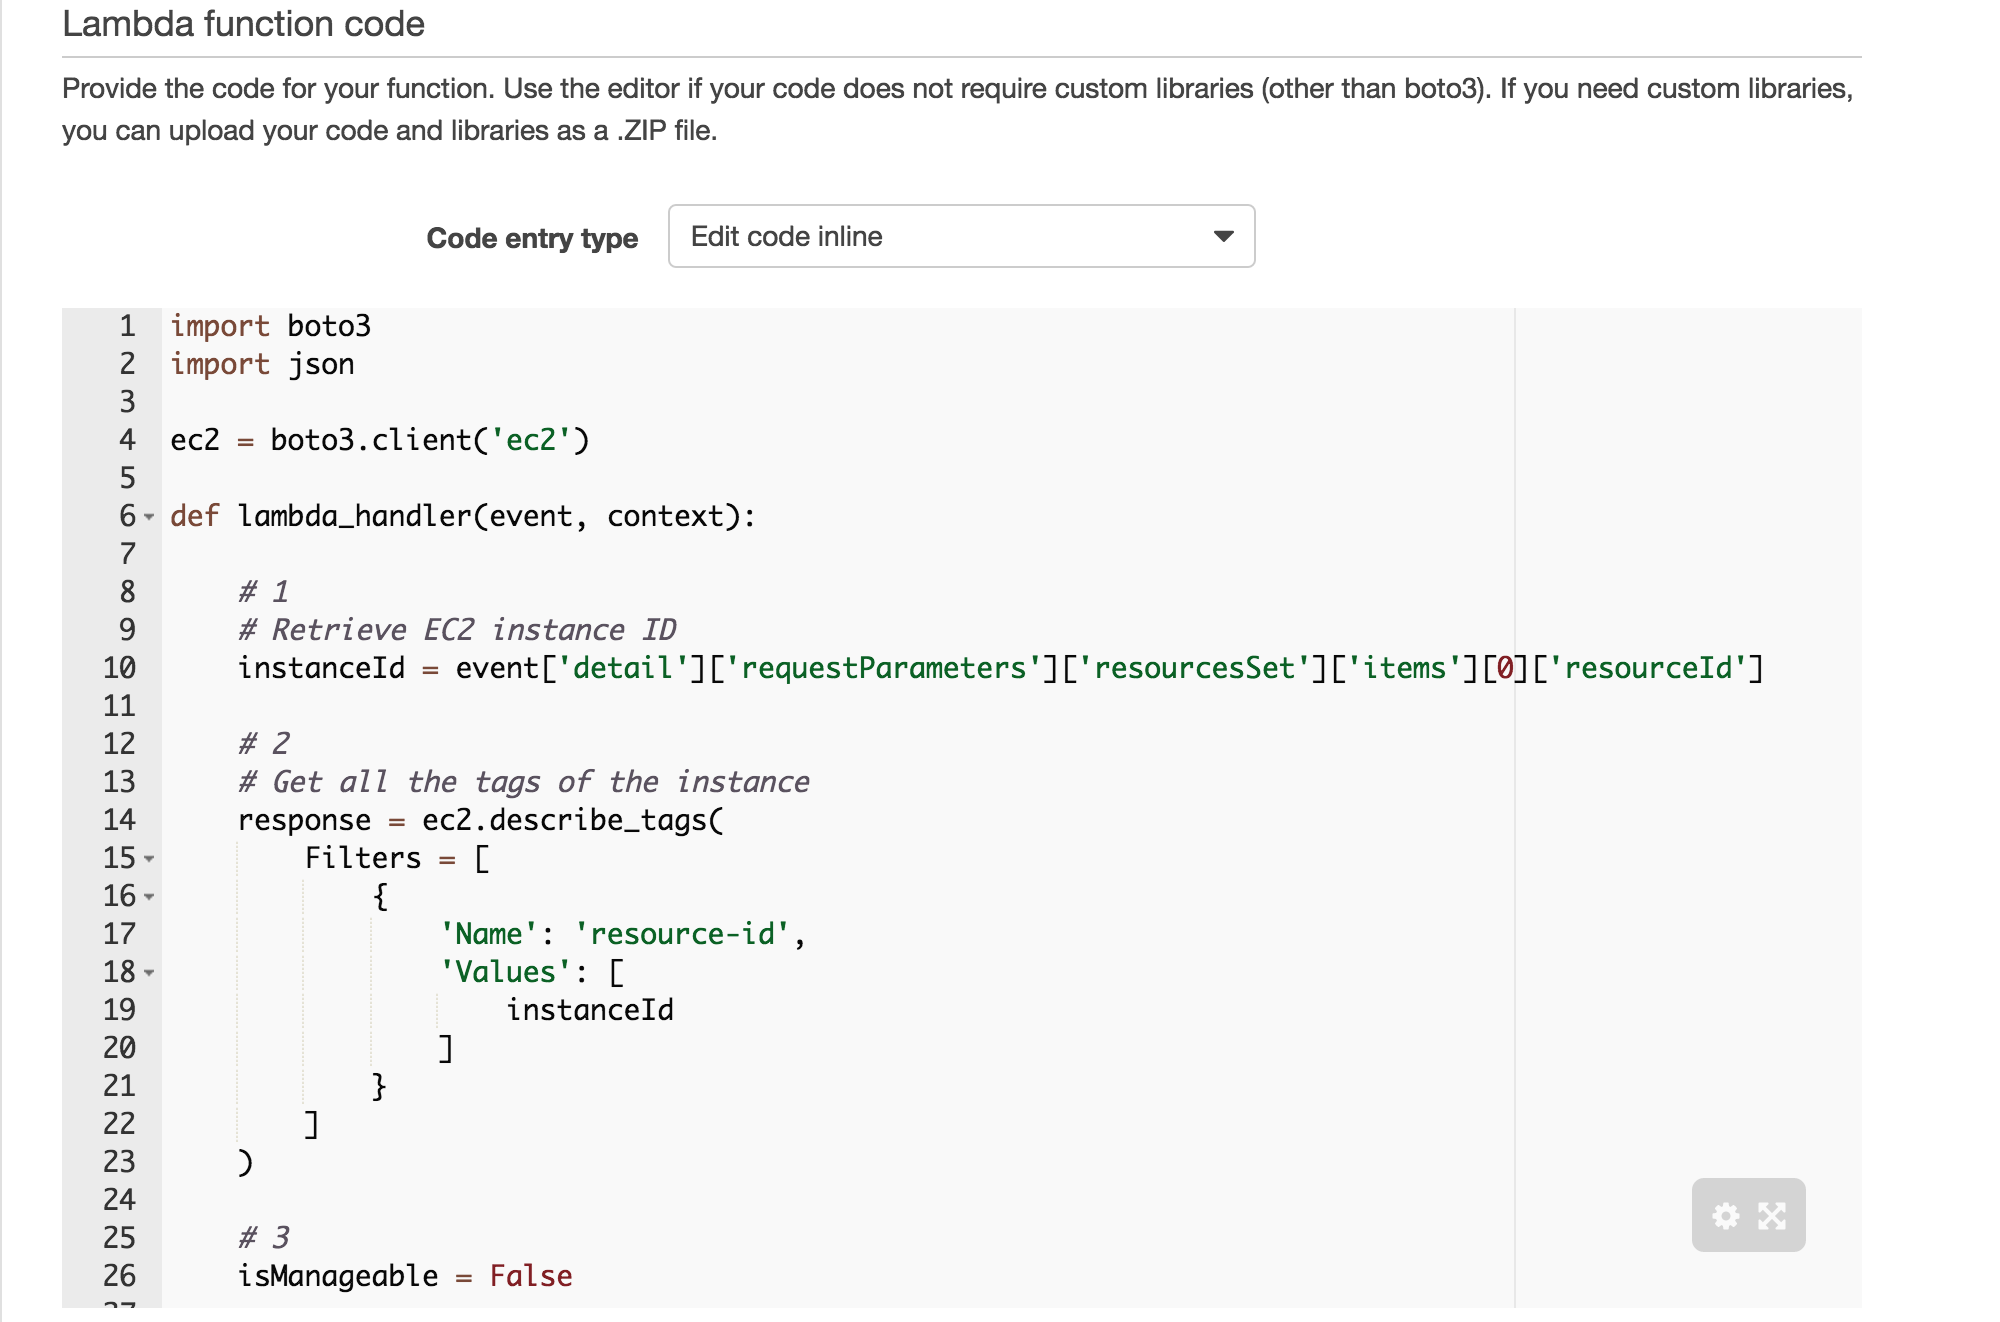 Lambda function code
Provide the code for your function. Use the editor if your code does not require custom libraries (other than boto3). If you need custom libraries,
you can upload your code and libraries as a .ZIP file.
Code entry type Edit code inline
1 import boto3
2 import json
3
4 ec2 = boto3.client('ec2')
5
6 def lambda_handler(event, context):
7
8     # 1
9     # Retrieve EC2 instance ID
10     instanceId = event['detail']['requestParameters']['resourcesSet']['items'][0]['resourceId']
11
12     # 2
13     # Get all the tags of the instance
14     response = ec2.describe_tags(
15         Filters = [
16             {
17                 'Name': 'resource-id',
18                 'Values': [
19                     instanceId
20                 ]
21             }
22         ]
23     )
24
25     # 3
26     isManageable = False
27